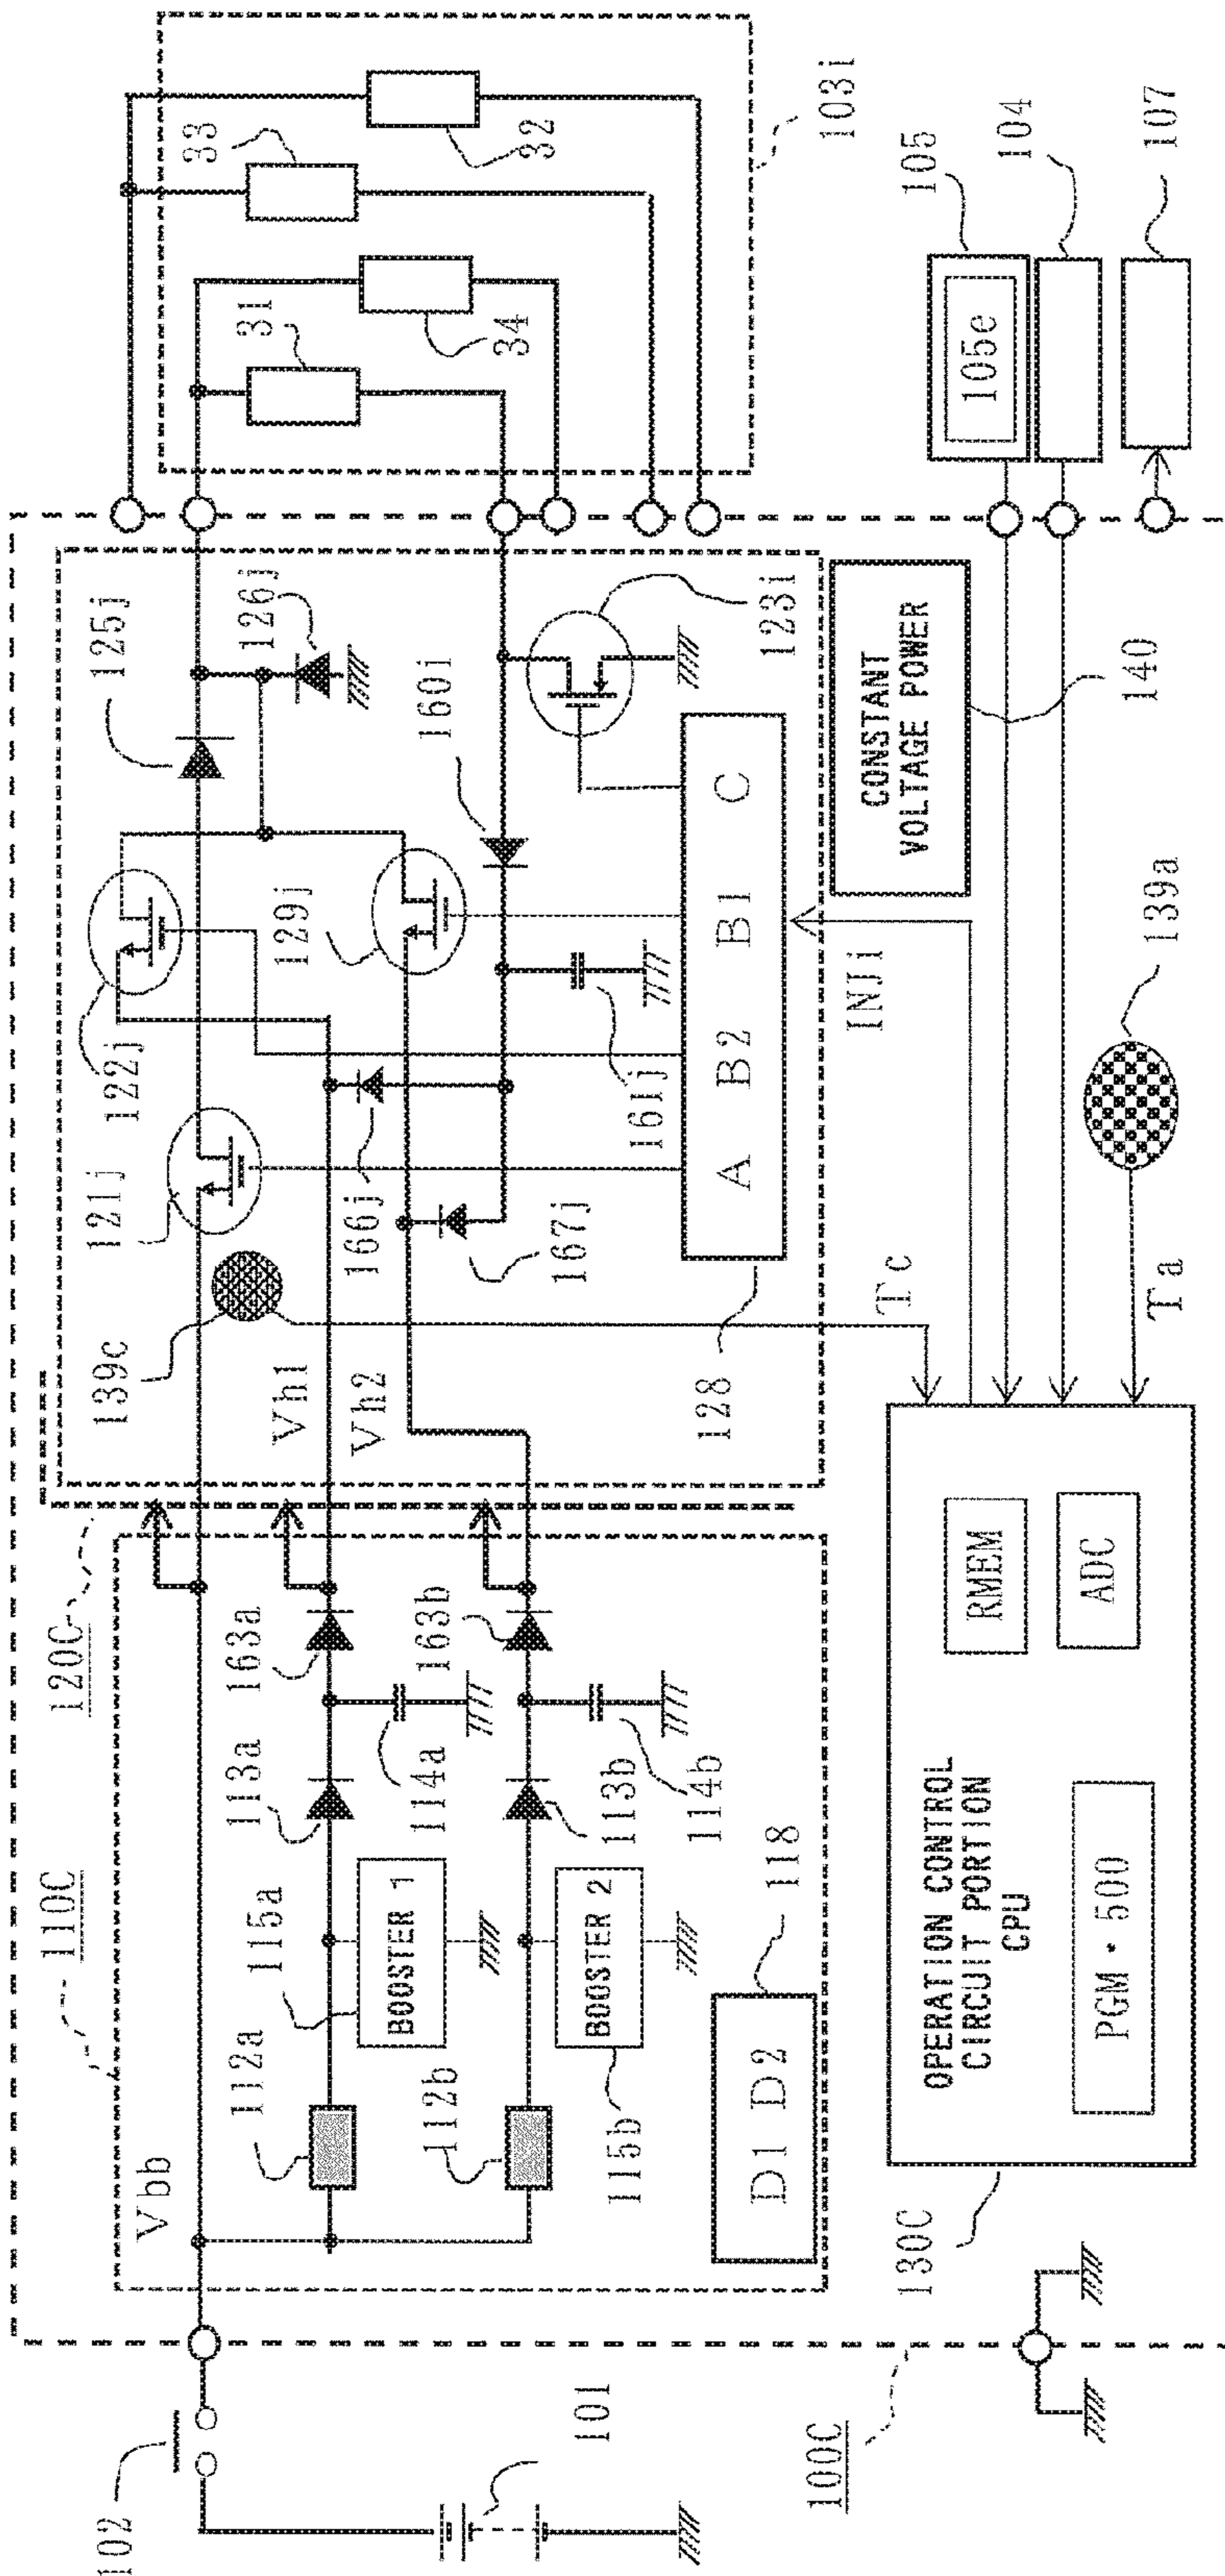 102
101
100C
110C
Vbb
112a
115a
113a
163a
BOOSTER 1
114a
112b
115b
BOOSTER 2
113b
163b
114b
D1 D2
118
120C
139c
121j
122j
125j
126j
129j
Vh1
Vh2
166j
167j
160i
161j
123i
A B2 B1 C
128
INJi
CONSTANT
VOLTAGE POWER
140
31
34
33
32
103i
105e
105
104
107
130C
OPERATION CONTROL
CIRCUIT PORTION
CPU
RMEM
PGM・500
ADC
Tc
Ta
139a